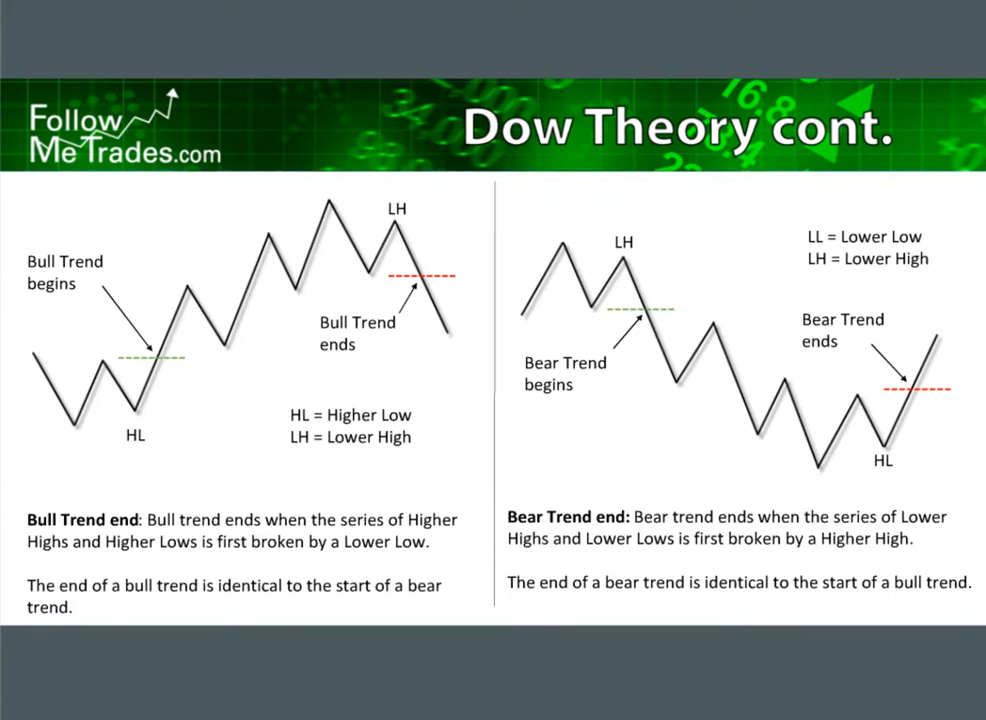 Follow
MeTrades.com
Dow Theory cont.
LH
Bull Trend
begins
Bull Trend
ends
HL = Higher Low
LH = Lower High
HL
Bull Trend end: Bull trend ends when the series of Higher
Highs and Higher Lows is first broken by a Lower Low.
The end of a bull trend is identical to the start of a bear
trend.
LH
LL = Lower Low
LH = Lower High
Bear Trend
ends
Bear Trend
begins
HL
Bear Trend end: Bear trend ends when the series of Lower
Highs and Lower Lows is first broken by a Higher High.
The end of a bear trend is identical to the start of a bull trend.